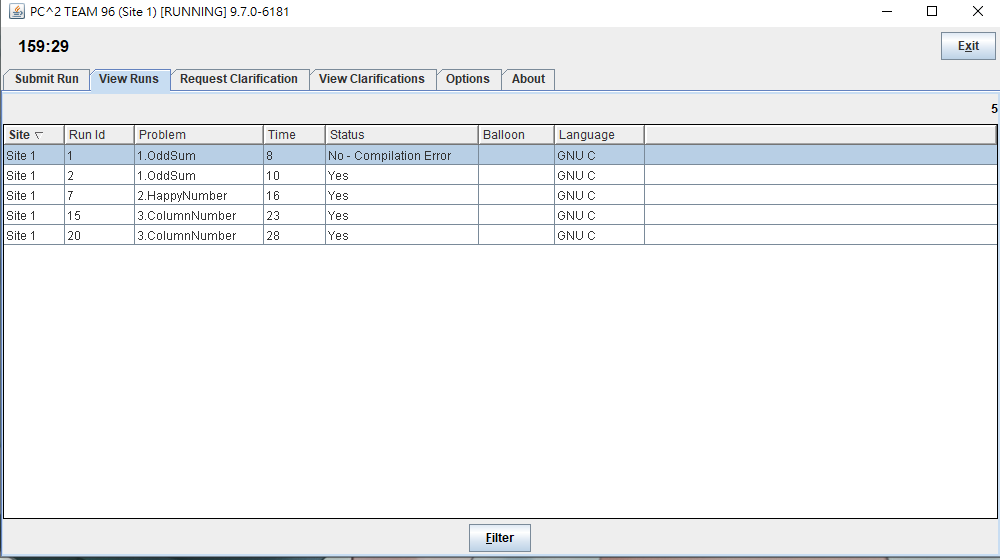 PC^2 TEAM 96 (Site 1) [RUNNING] 9.7.0-6181
159:29 Exit
Submit Run View Runs Request Clarification View Clarifications Options About
5
Site Run Id Problem Time Status Balloon Language
Site 1 1 1.OddSum 8 No - Compilation Error GNU C
Site 1 2 1.OddSum 10 Yes GNU C
Site 1 7 2.HappyNumber 16 Yes GNU C
Site 1 15 3.ColumnNumber 23 Yes GNU C
Site 1 20 3.ColumnNumber 28 Yes GNU C
Filter